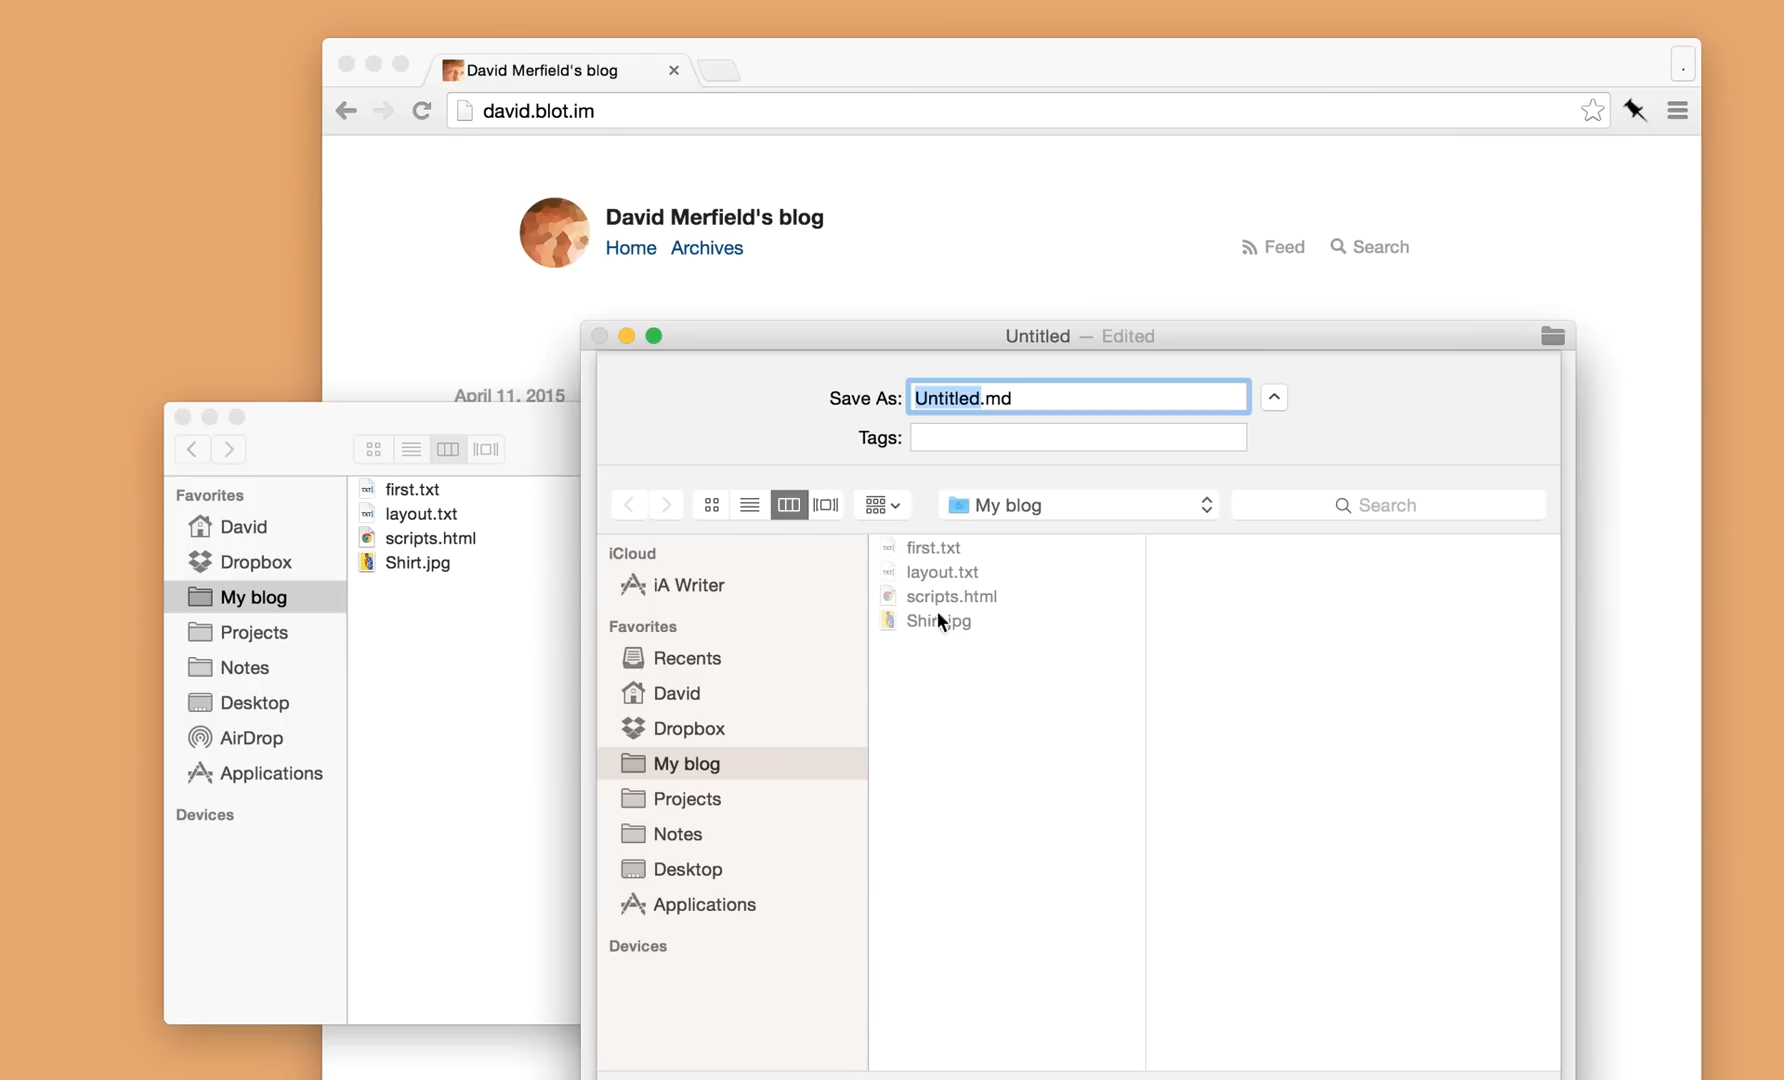 David Merfield's blog
.
david.blot.im
David Merfield's blog
Home Archives
Feed Search
April 11, 2015
Untitled — Edited
Save As: Untitled.md
Tags:
My blog
Search
Favorites
David
Dropbox
My blog
Projects
Notes
Desktop
AirDrop
Applications
Devices
first.txt
layout.txt
scripts.html
Shirt.jpg
iCloud
iA Writer
Favorites
Recents
David
Dropbox
My blog
Projects
Notes
Desktop
Applications
Devices
first.txt
layout.txt
scripts.html
Shirt.jpg